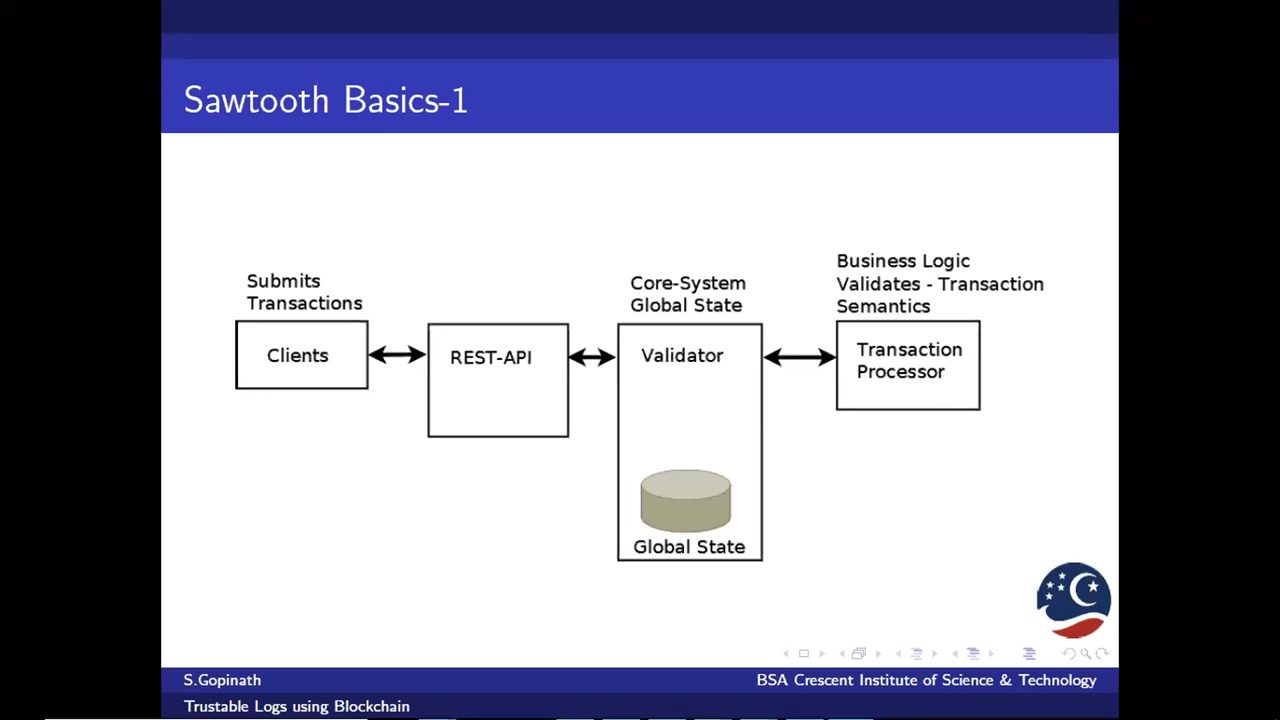 Sawtooth Basics-1
Submits
Transactions
Clients
REST-API
Core-System
Global State
Validator
Global State
Business Logic
Validates - Transaction
Semantics
Transaction
Processor
S.Gopinath
BSA Crescent Institute of Science & Technology
Trustable Logs using Blockchain